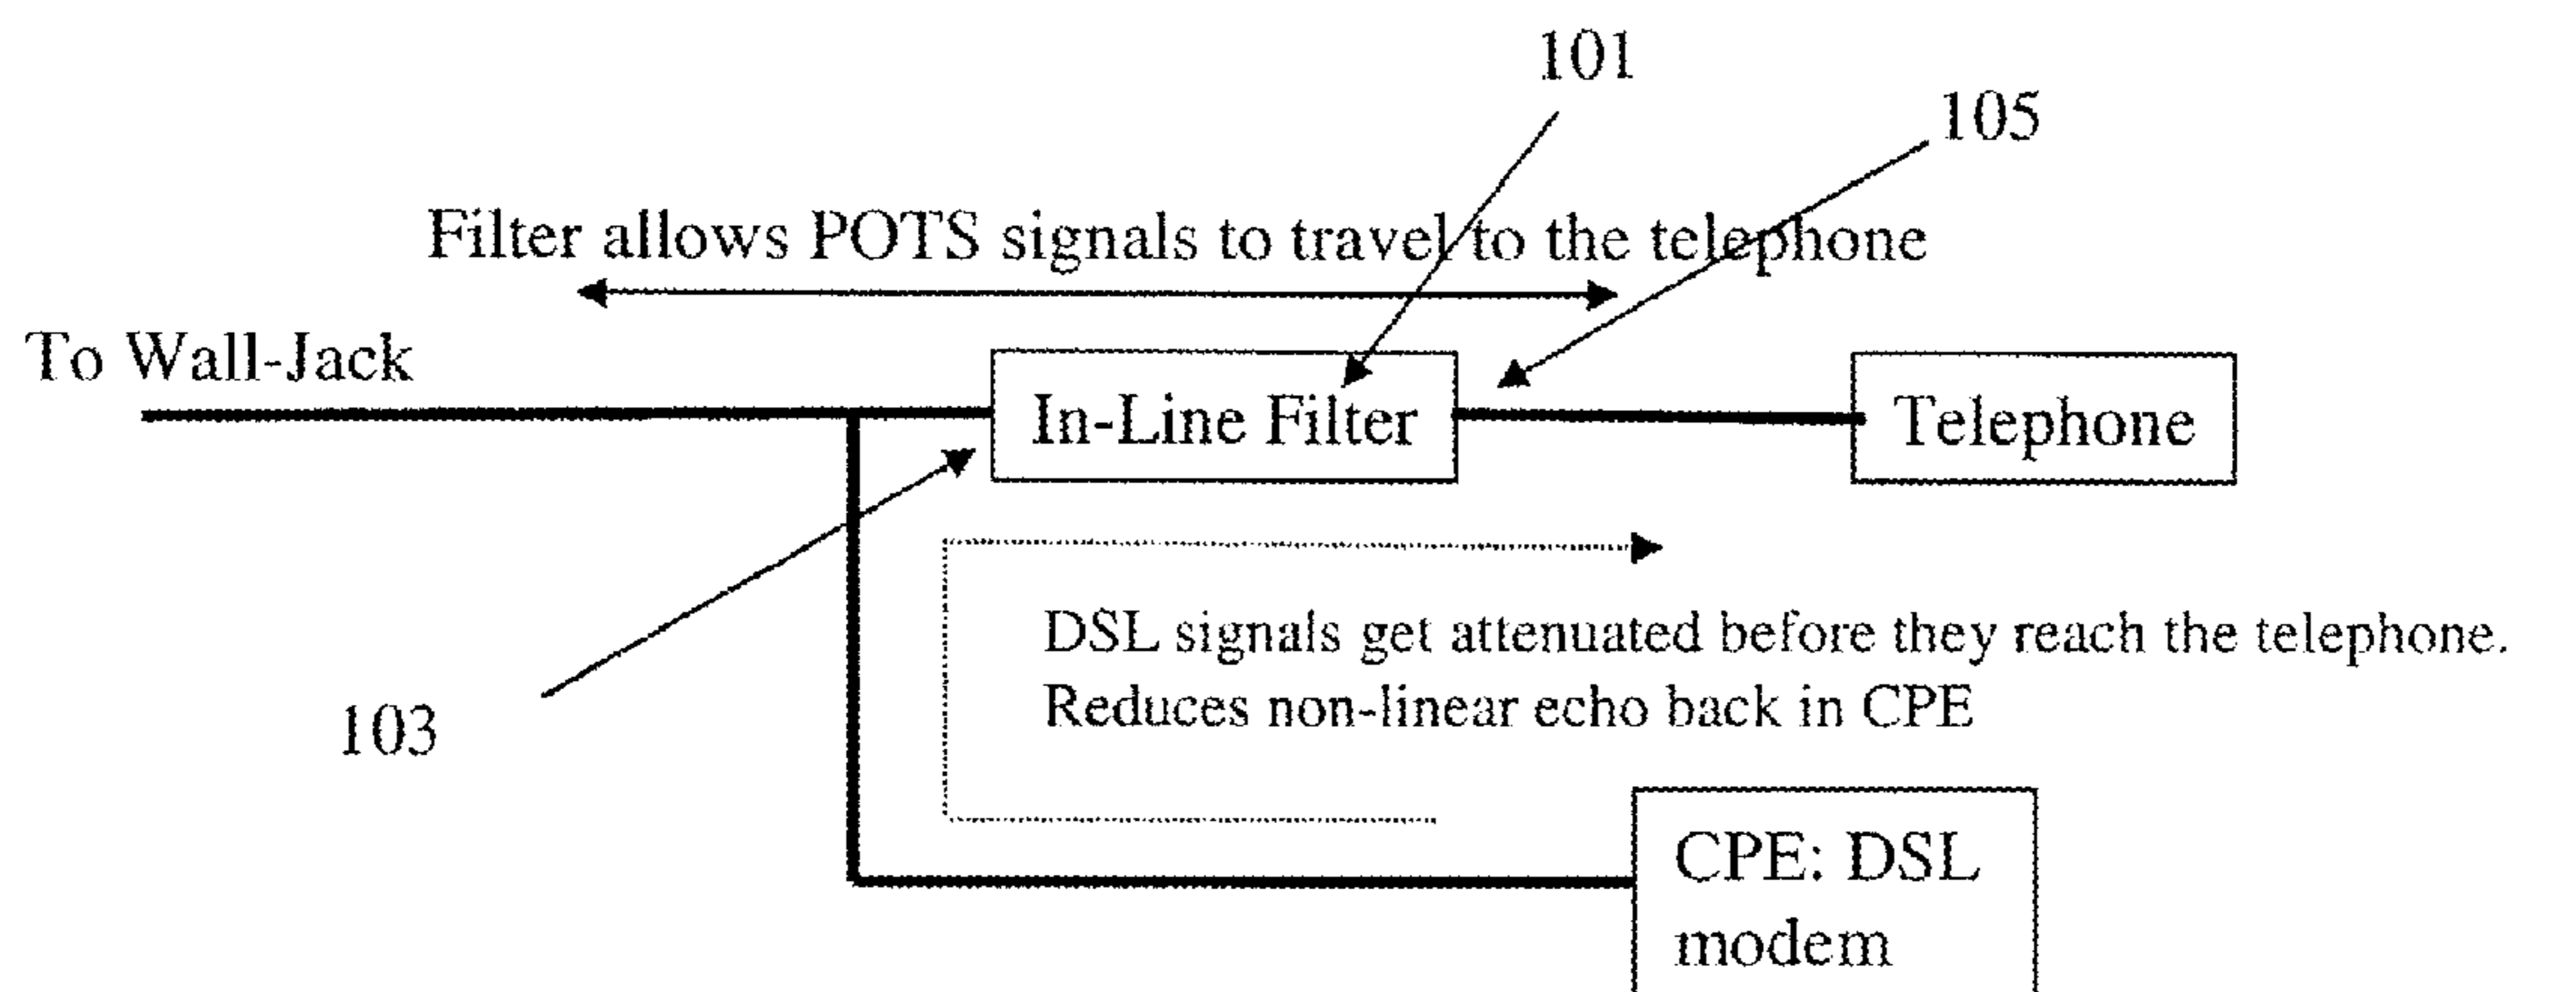 101
105
Filter allows POTS signals to travel to the telephone
To Wall-Jack
In-Line Filter
Telephone
DSL signals get attenuated before they reach the telephone.
Reduces non-linear echo back in CPE
103
CPE: DSL
modem